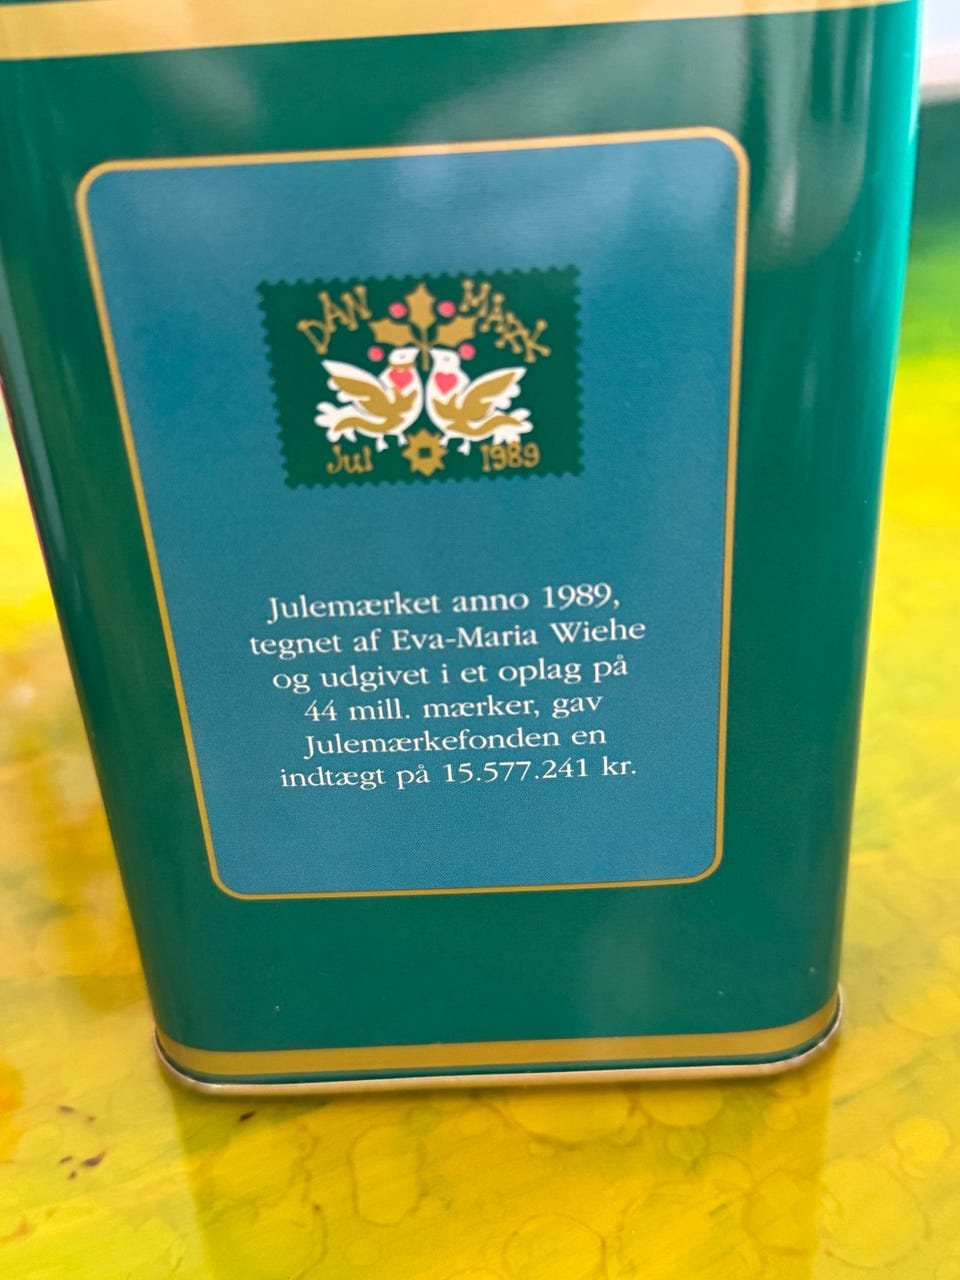 DAN MARK
Jul 1989
Julemærket anno 1989,
tegnet af Eva-Maria Wiehe
og udgivet i et oplag på
44 mill. mærker, gav
Julemærkefonden en
indtægt på 15.577.241 kr.